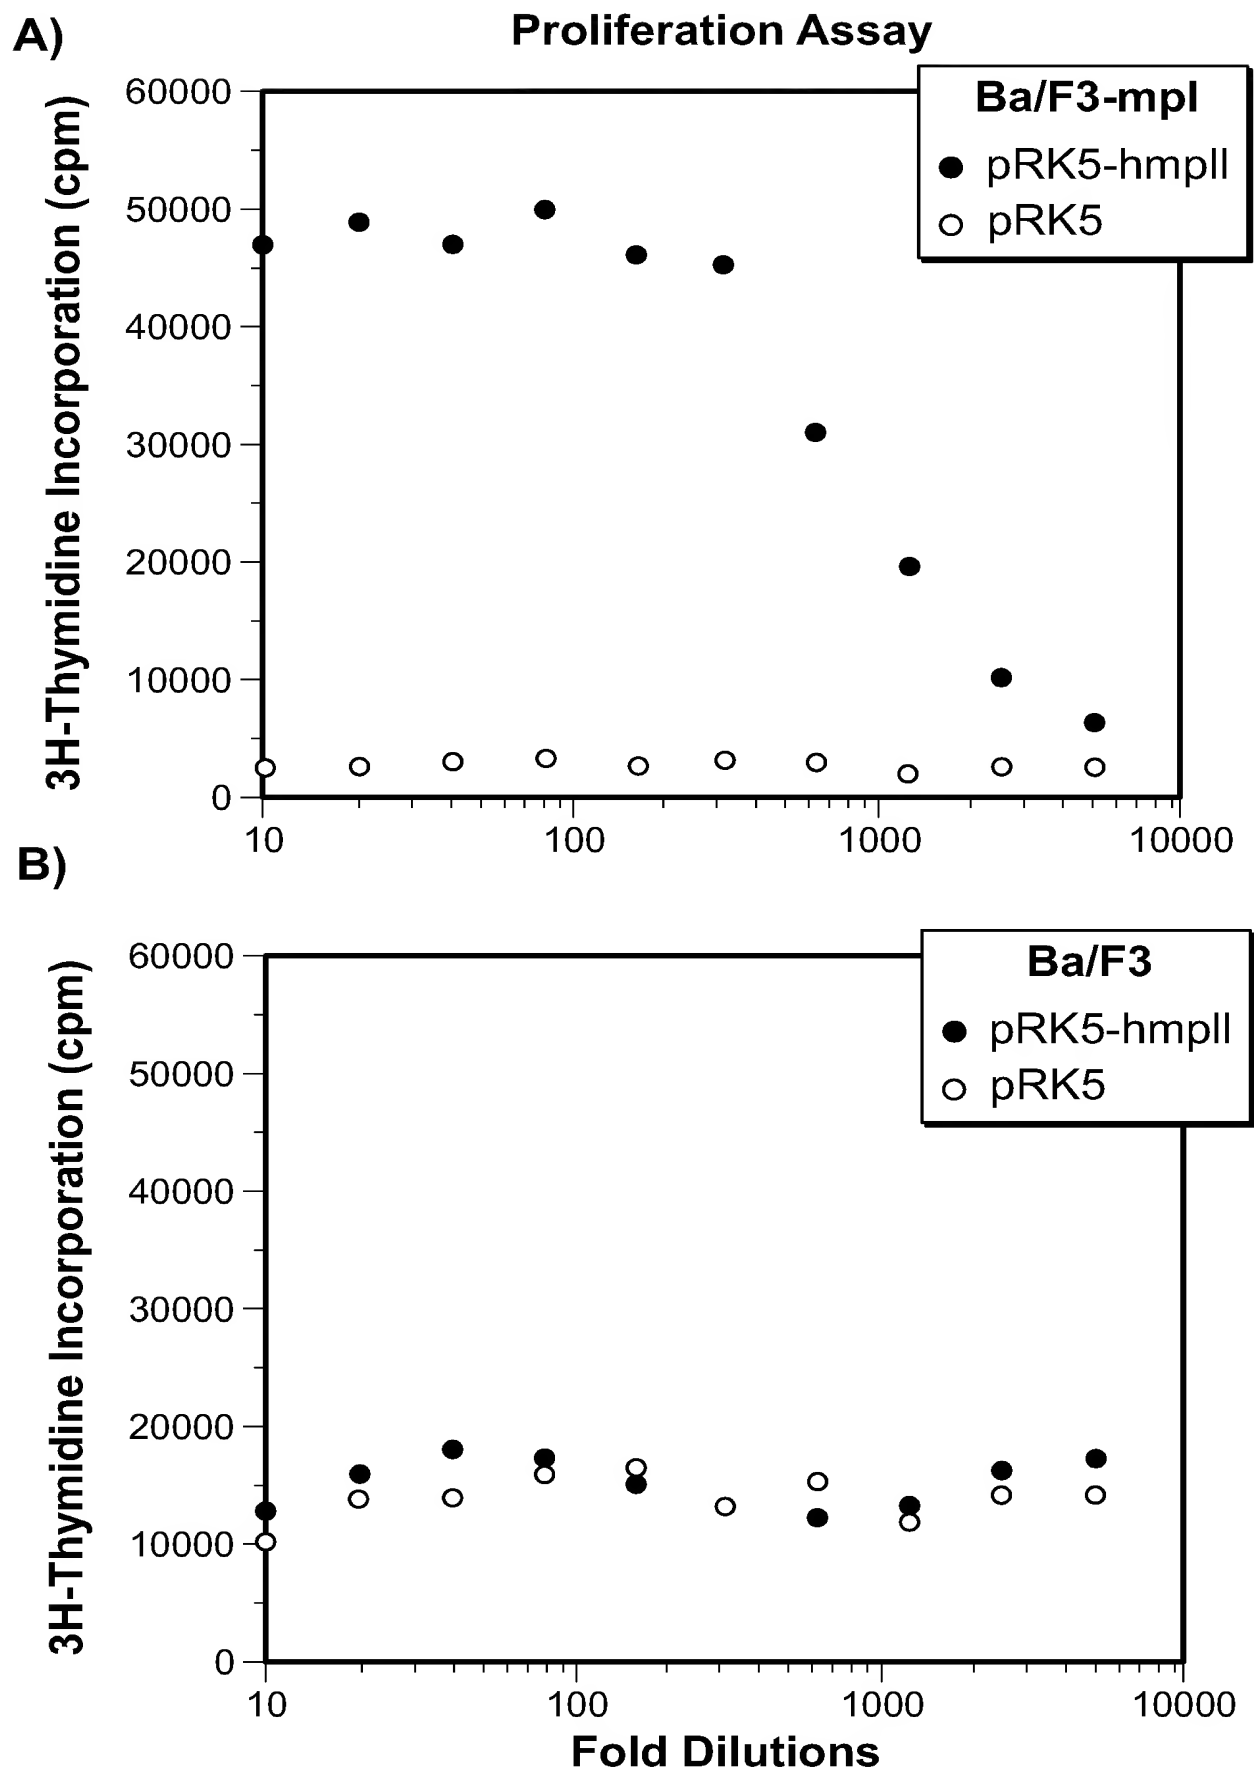 A)
Proliferation Assay
3H-Thymidine Incorporation (cpm)
60000
50000
40000
30000
20000
10000
0
Ba/F3-mpl
pRK5-hmplI
pRK5
10
100
1000
10000
B)
3H-Thymidine Incorporation (cpm)
60000
50000
40000
30000
20000
10000
0
Ba/F3
pRK5-hmplI
pRK5
10
100
1000
10000
Fold Dilutions